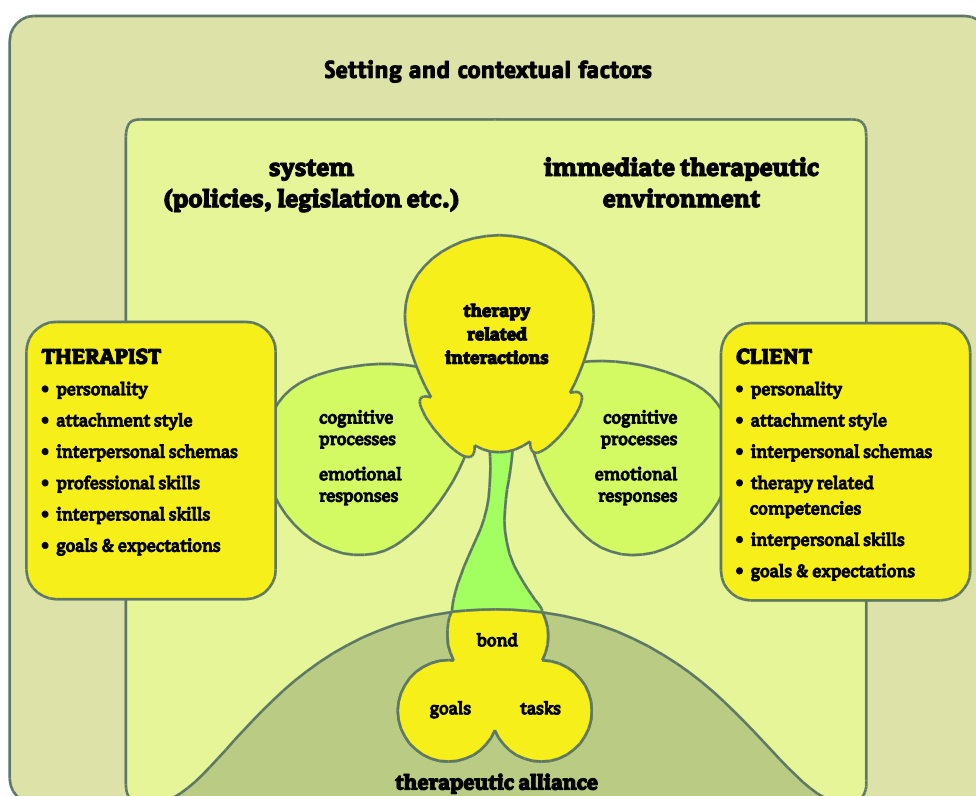 Setting and contextual factors
system
(policies, legislation etc.)
immediate therapeutic
environment
therapy
related
interactions
THERAPIST
• personality
• attachment style
• interpersonal schemas
• professional skills
• interpersonal skills
• goals & expectations
cognitive
processes
emotional
responses
cognitive
processes
emotional
responses
CLIENT
• personality
• attachment style
• interpersonal schemas
• therapy related
competencies
• interpersonal skills
• goals & expectations
bond
goals
tasks
therapeutic alliance